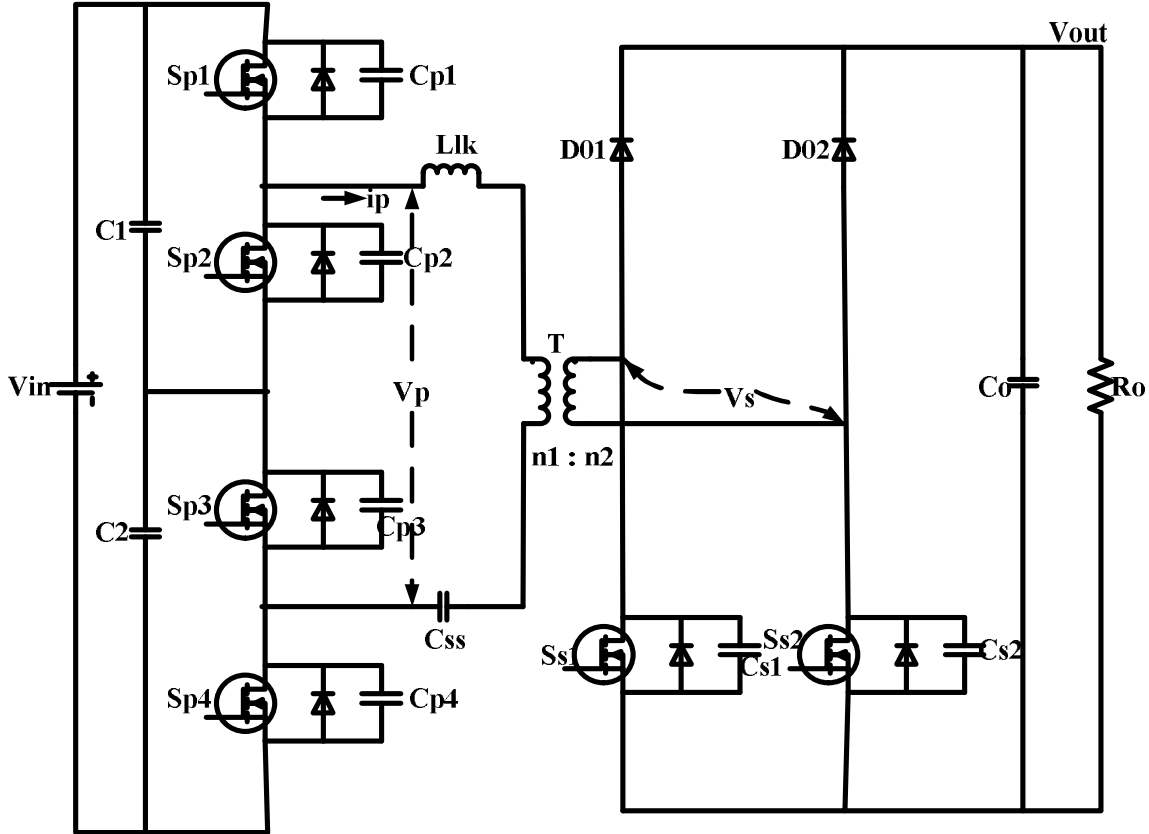 Vout
Sp1
Cp1
Llk
D01
D02
ip
C1
Sp2
Cp2
T
Vin
+
-
Vp
Vs
Co
Ro
n1 : n2
Sp3
Cp3
C2
Css
Ss1
Cs1
Ss2
Cs2
Sp4
Cp4